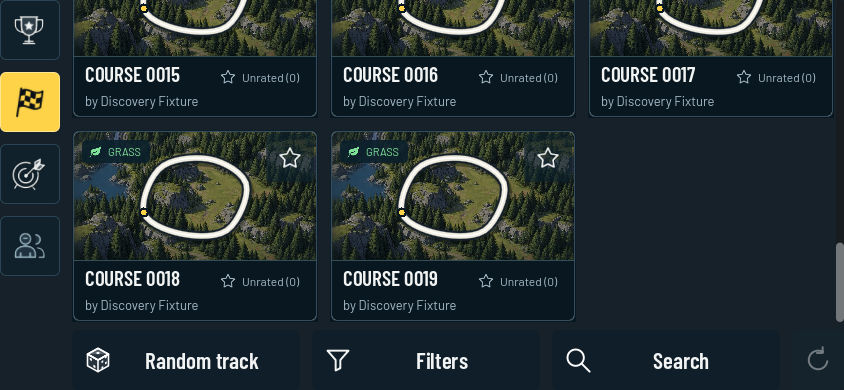 COURSE 0015
Unrated (0)
by Discovery Fixture
COURSE 0016
Unrated (0)
by Discovery Fixture
COURSE 0017
Unrated (0)
by Discovery Fixture
GRASS
COURSE 0018
Unrated (0)
by Discovery Fixture
GRASS
COURSE 0019
Unrated (0)
by Discovery Fixture
Random track
Filters
Search